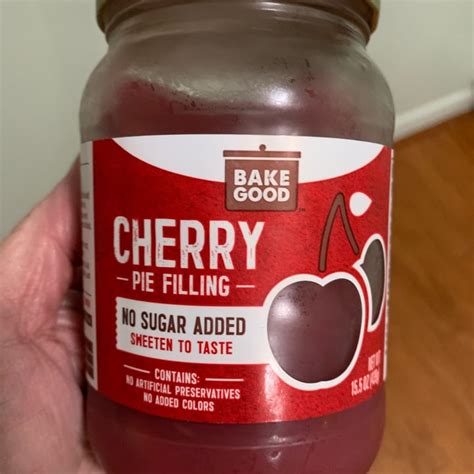 BAKE
GOOD
CHERRY
PIE FILLING
NO SUGAR ADDED
SWEETEN TO TASTE
CONTAINS:
NO ARTIFICIAL PRESERVATIVES
NO ADDED COLORS
NET WT
15.5 OZ